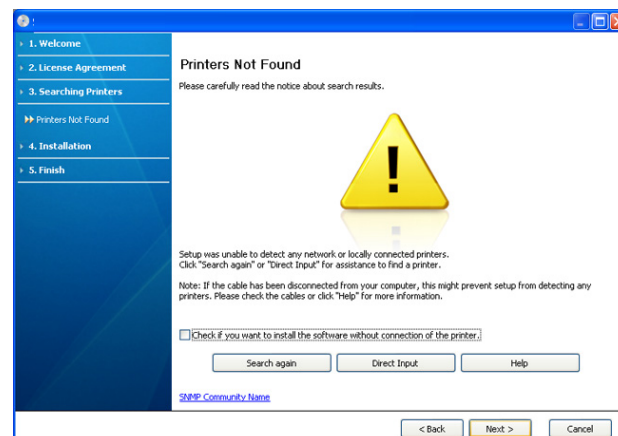 1. Welcome
2. License Agreement
3. Searching Printers
Printers Not Found
4. Installation
5. Finish
Printers Not Found
Please carefully read the notice about search results.
Setup was unable to detect any network or locally connected printers.
Click "Search again" or "Direct Input" for assistance to find a printer.
Note: If the cable has been disconnected from your computer, this might prevent setup from detecting any
printers. Please check the cables or click "Help" for more information.
Check if you want to install the software without connection of the printer.
Search again
Direct Input
Help
SNMP Community Name
< Back
Next >
Cancel